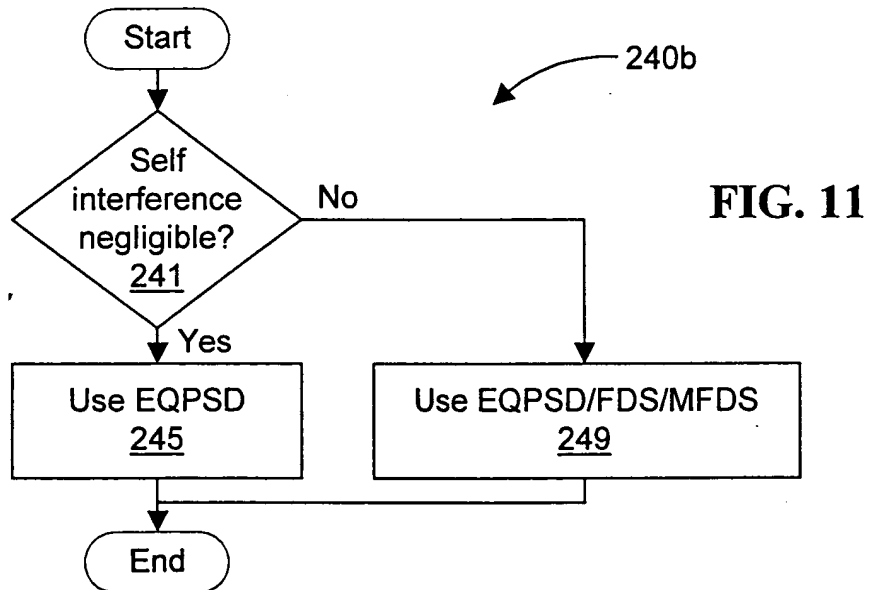 Start
240b
Self
interference
negligible?
241
No
FIG. 11
Yes
Use EQPSD
245
Use EQPSD/FDS/MFDS
249
End